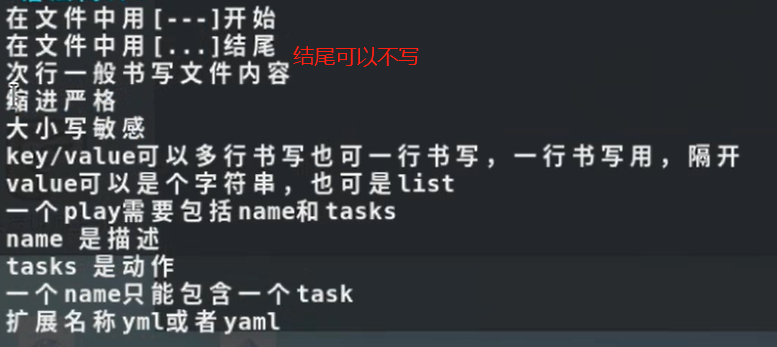 在文件中用[---]开始
在文件中用[...]结尾
结尾可以不写
次行一般书写文件内容
缩进严格
大小写敏感
key/value可以多行书写也可一行书写，一行书写用，隔开
value可以是个字符串，也可是list
一个play需要包括name和tasks
name 是描述
tasks 是动作
一个name只能包含一个task
扩展名称yml或者yaml